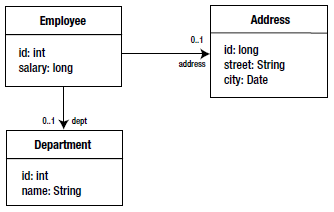 Employee
id: int
salary: long
0..1
address
Address
id: long
street: String
city: Date
0..1 dept
Department
id: int
name: String